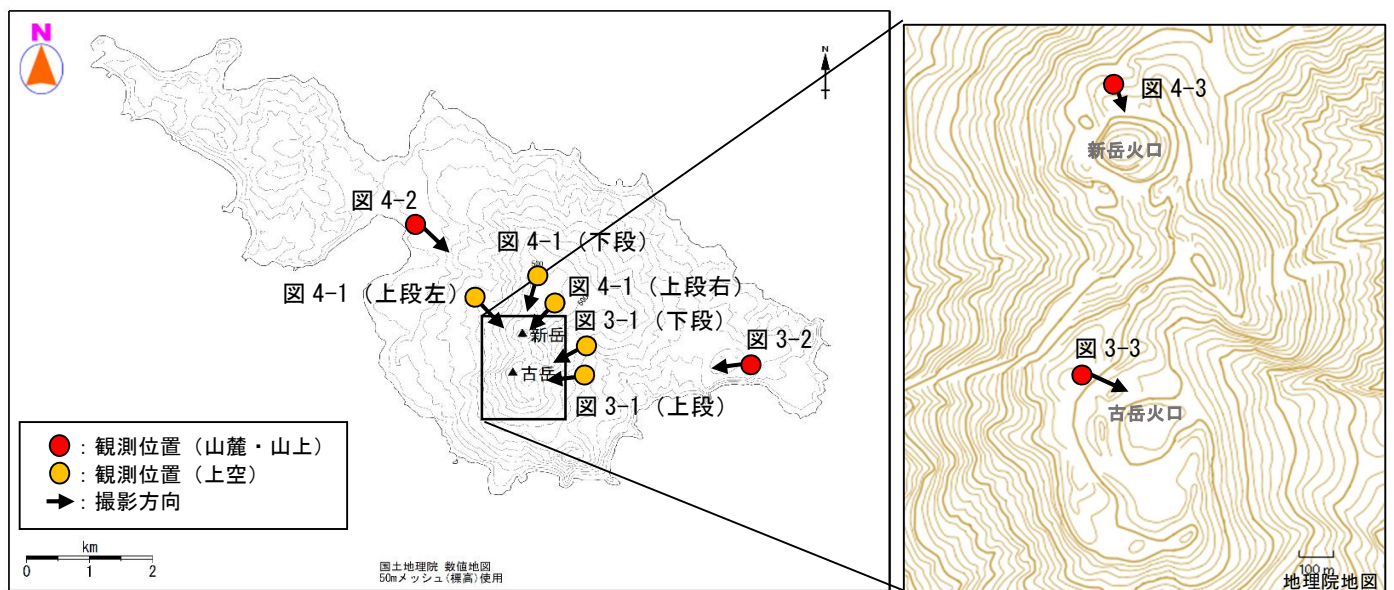 N
N
図 4-2
図 4-1（下段）
500
図 4-1（上段左）
図 4-1（上段右）
図 3-1（下段）
新岳
図 3-2
古岳
図 3-1（上段）
：観測位置（山麓・山上）
：観測位置（上空）
：撮影方向
km
0 1 2
国土地理院 数値地図
50mメッシュ（標高）使用
図 4-3
新岳火口
図 3-3
古岳火口
100 m
地理院地図